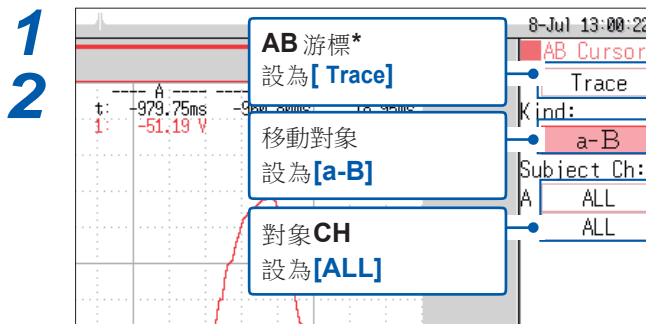 1
2
8-Jul 13:00:22
AB Cursor
Trace
Kind:
a-B
Subject Ch:
A ALL
ALL
AB 游標*
設為[ Trace]
移動對象
設為[a-B]
對象CH
設為[ALL]
---- A ----
t: -979.75ms
1: -51.19 V